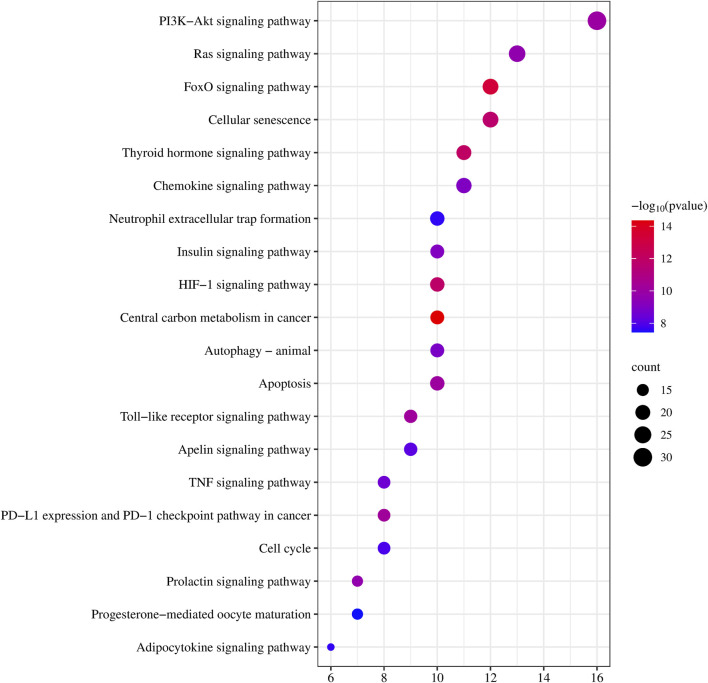 PI3K−Akt signaling pathway
Ras signaling pathway
FoxO signaling pathway
Cellular senescence
Thyroid hormone signaling pathway
Chemokine signaling pathway
Neutrophil extracellular trap formation
Insulin signaling pathway
HIF−1 signaling pathway
Central carbon metabolism in cancer
Autophagy − animal
Apoptosis
Toll−like receptor signaling pathway
Apelin signaling pathway
TNF signaling pathway
PD−L1 expression and PD−1 checkpoint pathway in cancer
Cell cycle
Prolactin signaling pathway
Progesterone−mediated oocyte maturation
Adipocytokine signaling pathway
6 8 10 12 14 16
−log₁₀(pvalue)
14
12
10
8
count
15
20
25
30